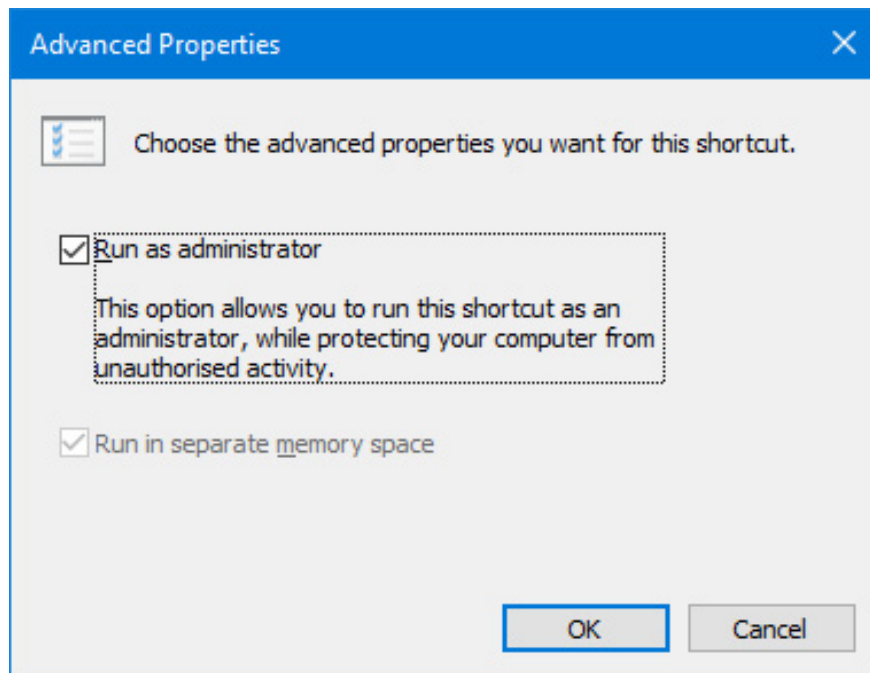 Advanced Properties
Choose the advanced properties you want for this shortcut.
Run as administrator
This option allows you to run this shortcut as an
administrator, while protecting your computer from
unauthorised activity.
Run in separate memory space
OK
Cancel